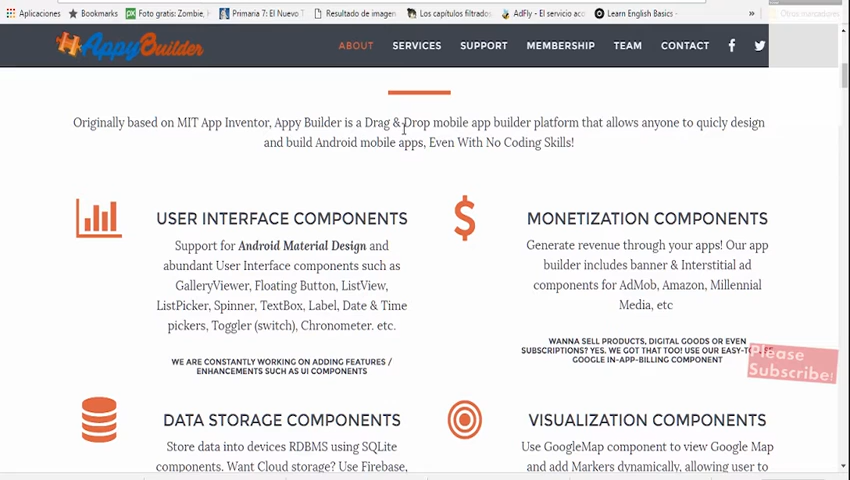 Aplicaciones Bookmarks Foto gratis: Zombie, Primaria 7: El Nuevo T Resultado de imagen Los capítulos filtrados AdFly - El servicio acc Learn English Basics - » Otros marcadores
AppyBuilder ABOUT SERVICES SUPPORT MEMBERSHIP TEAM CONTACT
Originally based on MIT App Inventor, Appy Builder is a Drag & Drop mobile app builder platform that allows anyone to quicly design
and build Android mobile apps, Even With No Coding Skills!
USER INTERFACE COMPONENTS
Support for Android Material Design and
abundant User Interface components such as
GalleryViewer, Floating Button, ListView,
ListPicker, Spinner, TextBox, Label, Date & Time
pickers, Toggler (switch), Chronometer. etc.
WE ARE CONSTANTLY WORKING ON ADDING FEATURES /
ENHANCEMENTS SUCH AS UI COMPONENTS
MONETIZATION COMPONENTS
Generate revenue through your apps! Our app
builder includes banner & Interstitial ad
components for AdMob, Amazon, Millennial
Media, etc
WANNA SELL PRODUCTS, DIGITAL GOODS OR EVEN
SUBSCRIPTIONS? YES. WE GOT THAT TOO! USE OUR
GOOGLE IN-APP-BILLING COMPONENT
Please
Subscribe!
DATA STORAGE COMPONENTS
Store data into devices RDBMS using SQLite
components. Want Cloud storage? Use Firebase,
VISUALIZATION COMPONENTS
Use GoogleMap component to view Google Map
and add Markers dynamically, allowing user to